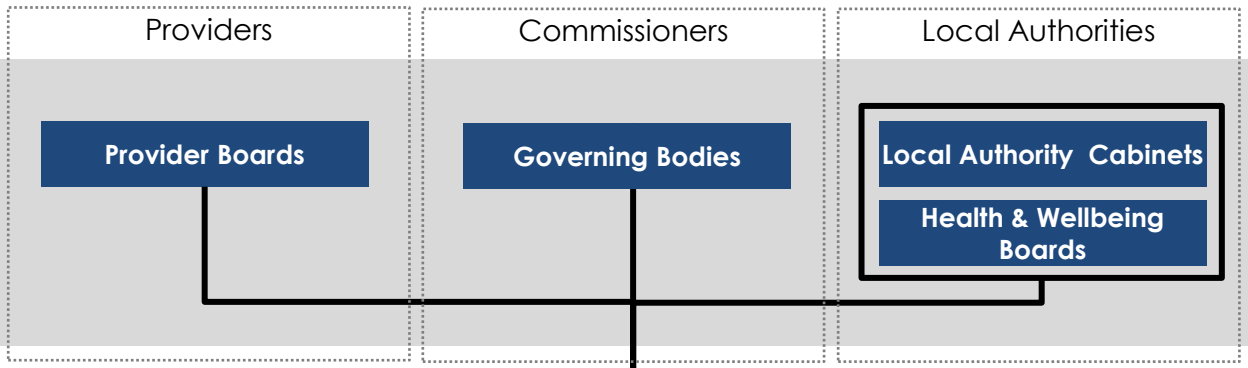 Providers
Commissioners
Local Authorities
Provider Boards
Governing Bodies
Local Authority  Cabinets
Health & Wellbeing
Boards